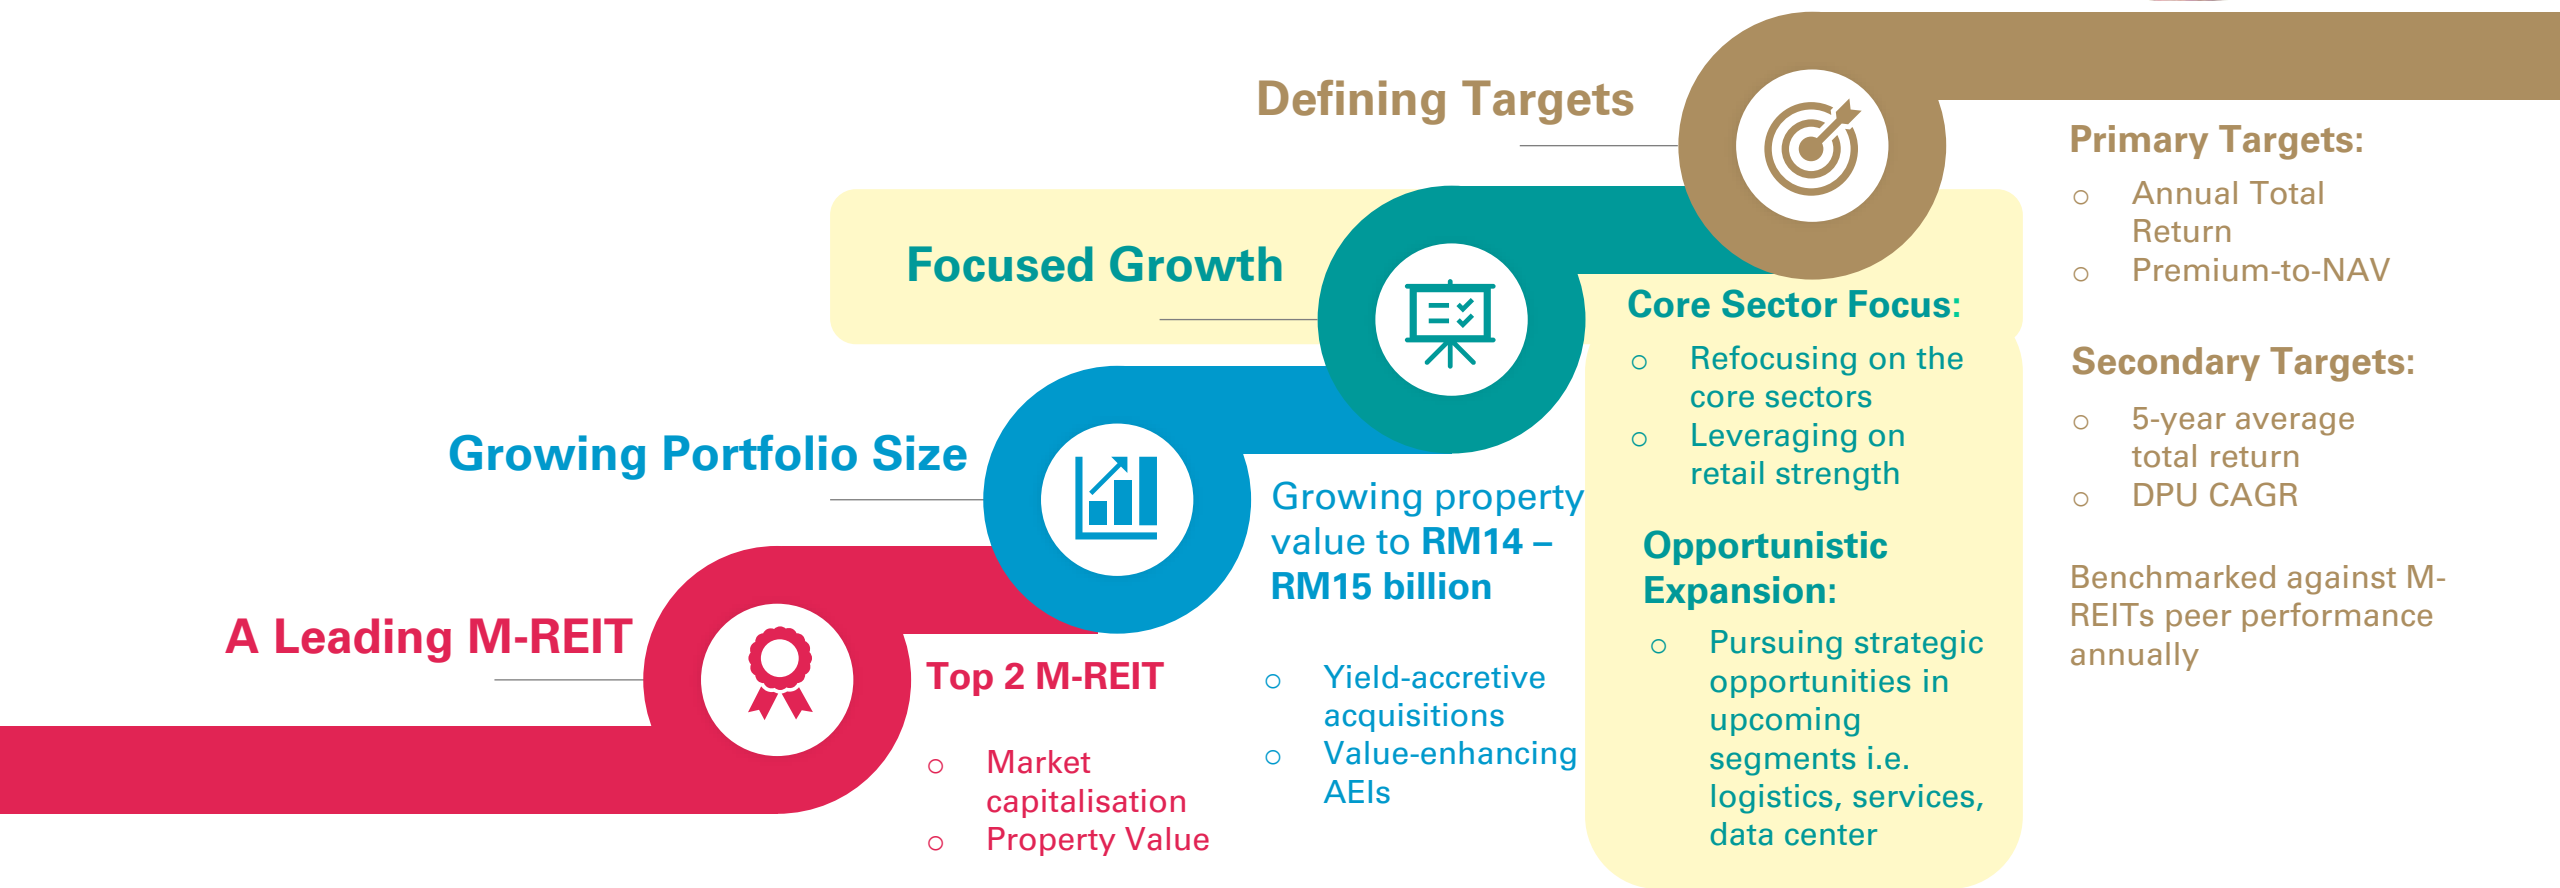 A Leading M-REIT
Top 2 M-REIT
○ Market
capitalisation
○ Property Value
Growing Portfolio Size
Growing property
value to RM14 –
RM15 billion
○ Yield-accretive
acquisitions
○ Value-enhancing
AEIs
Focused Growth
Core Sector Focus:
○ Refocusing on the
core sectors
○ Leveraging on
retail strength
Opportunistic
Expansion:
○ Pursuing strategic
opportunities in
upcoming
segments i.e.
logistics, services,
data center
Defining Targets
Primary Targets:
○ Annual Total
Return
○ Premium-to-NAV
Secondary Targets:
○ 5-year average
total return
○ DPU CAGR
Benchmarked against M-
REITs peer performance
annually